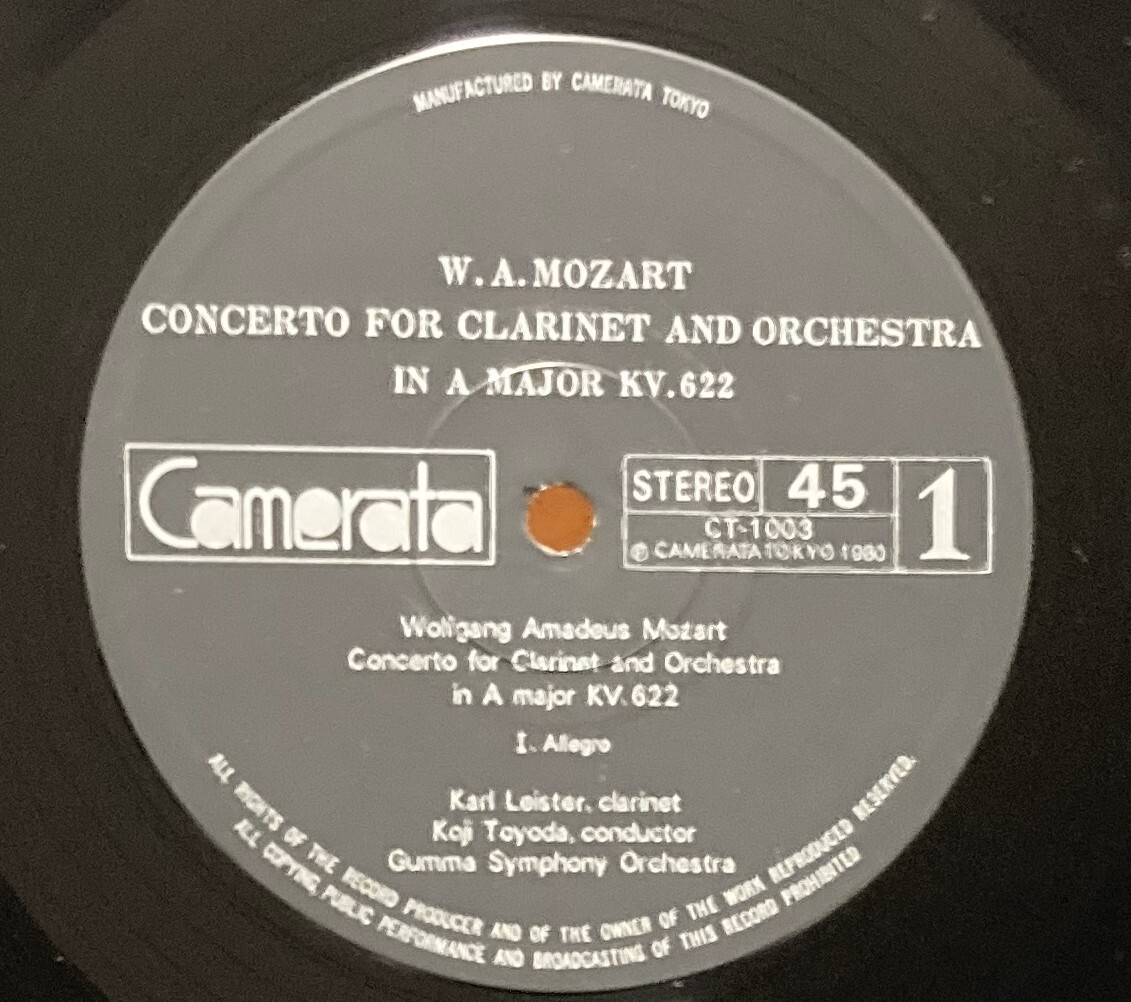 MANUFACTURED BY CAMERATA TOKYO
W.A.MOZART
CONCERTO FOR CLARINET AND ORCHESTRA
IN A MAJOR KV.622
Camerata
STEREO 45 1
CT-1003
℗ CAMERATA TOKYO 1980
Wolfgang Amadeus Mozart
Concerto for Clarinet and Orchestra
in A major KV.622
I. Allegro
Karl Leister, clarinet
Koji Toyoda, conductor
Gumma Symphony Orchestra
ALL RIGHTS OF THE RECORD PRODUCER AND OF THE OWNER OF THE WORK REPRODUCED RESERVED.
ALL COPYING, PUBLIC PERFORMANCE AND BROADCASTING OF THIS RECORD PROHIBITED